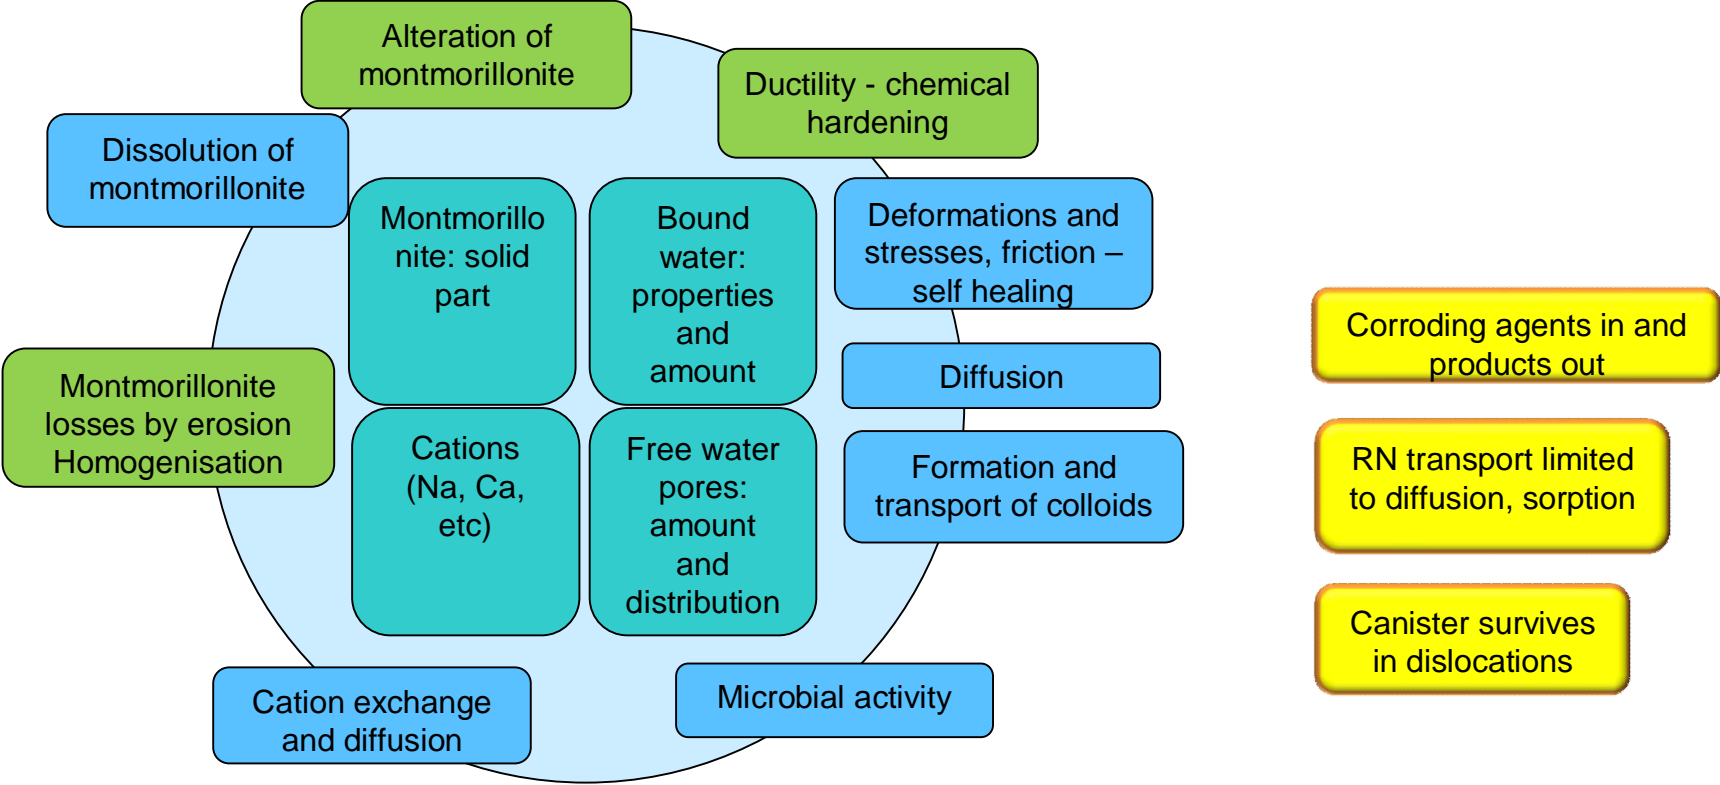 Alteration of
montmorillonite
Ductility - chemical
hardening
Dissolution of
montmorillonite
Montmorillo
nite: solid
part
Bound
water:
properties
and
amount
Deformations and
stresses, friction –
self healing
Corroding agents in and
products out
Montmorillonite
losses by erosion
Homogenisation
Diffusion
Cations
(Na, Ca,
etc)
Free water
pores:
amount
and
distribution
Formation and
transport of colloids
RN transport limited
to diffusion, sorption
Canister survives
in dislocations
Cation exchange
and diffusion
Microbial activity